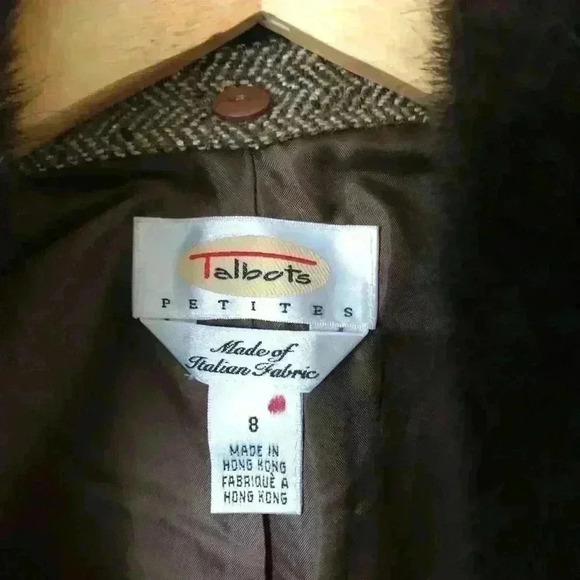 Talbots
PETITES
Made of
Italian Fabric
8
MADE IN
HONG KONG
FABRIQUÉ A
HONG KONG